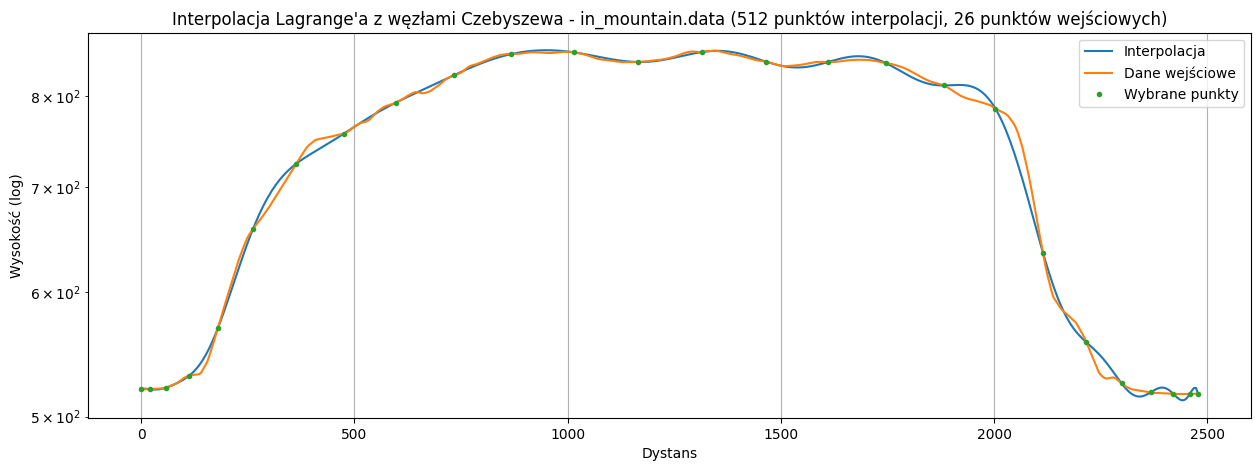 Interpolacja Lagrange'a z węzłami Czebyszewa - in_mountain.data (512 punktów interpolacji, 26 punktów wejściowych)
Interpolacja
Dane wejściowe
Wybrane punkty
Wysokość (log)
8 × 10²
7 × 10²
6 × 10²
5 × 10²
0 500 1000 1500 2000 2500
Dystans